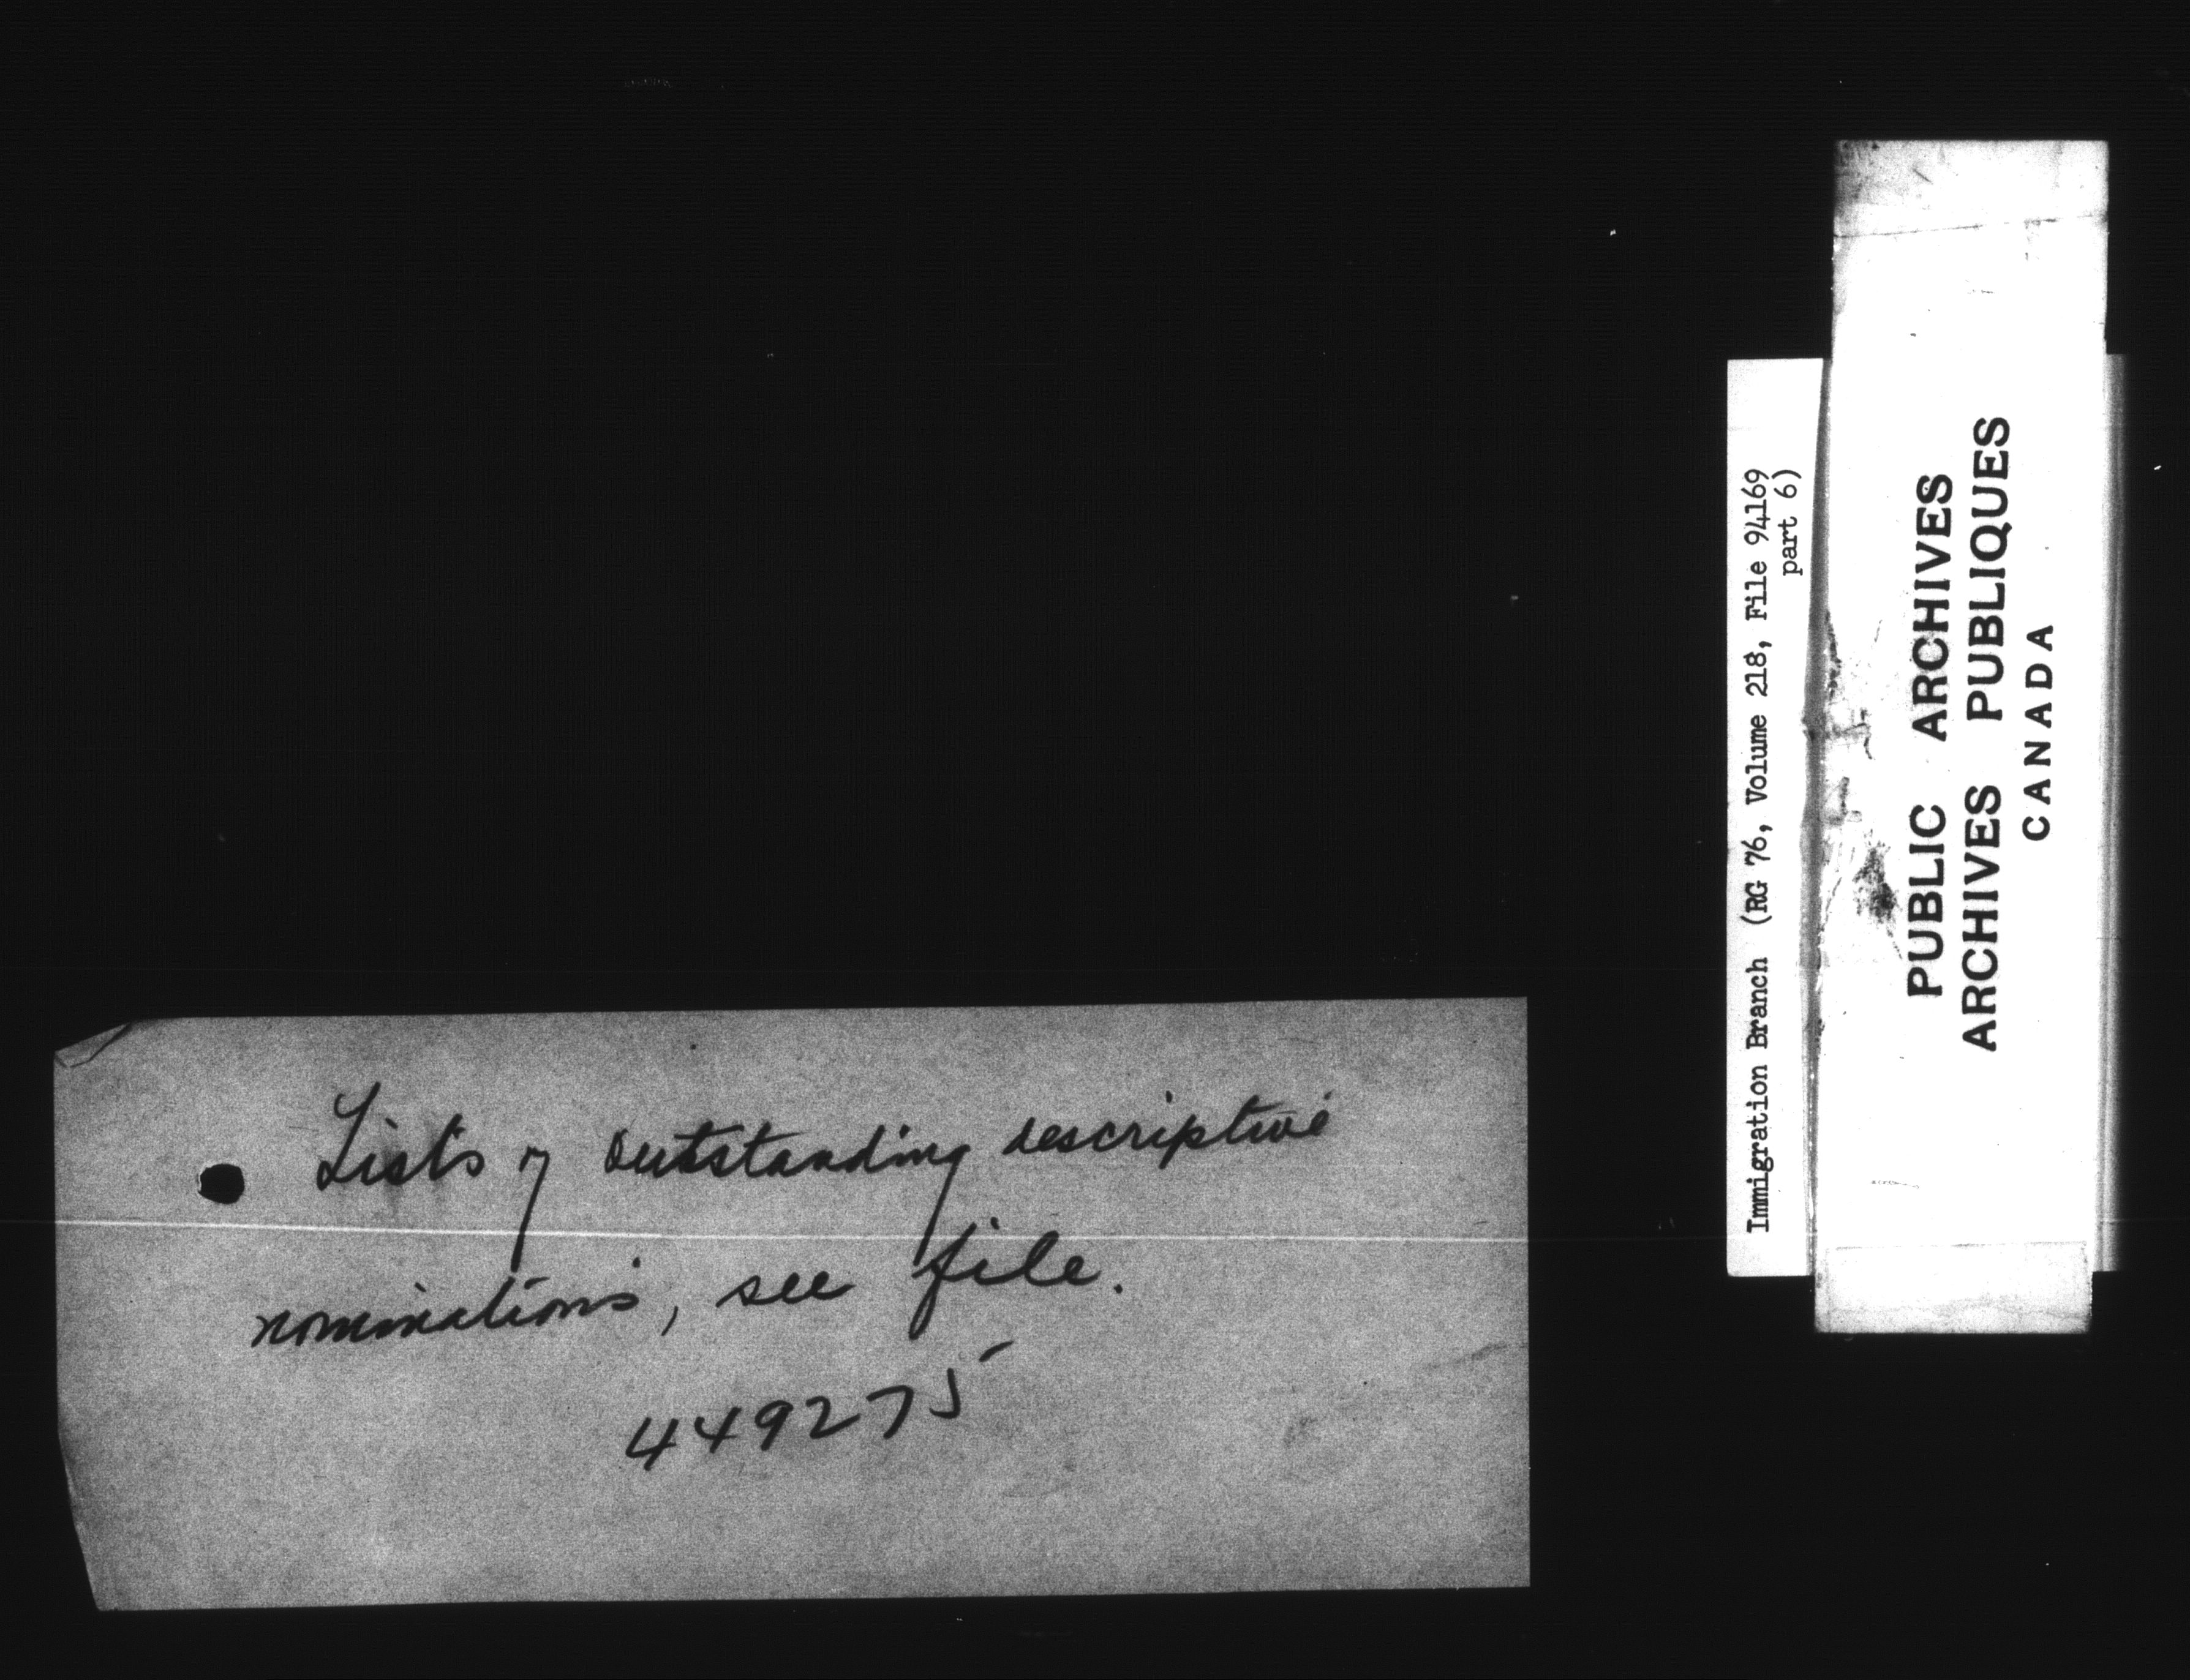 Lists of outstanding descriptive
nominations, see file.
449275
Immigration Branch (RG 76, Volume 218, File 94169
part 6)
PUBLIC ARCHIVES
ARCHIVES PUBLIQUES
CANADA